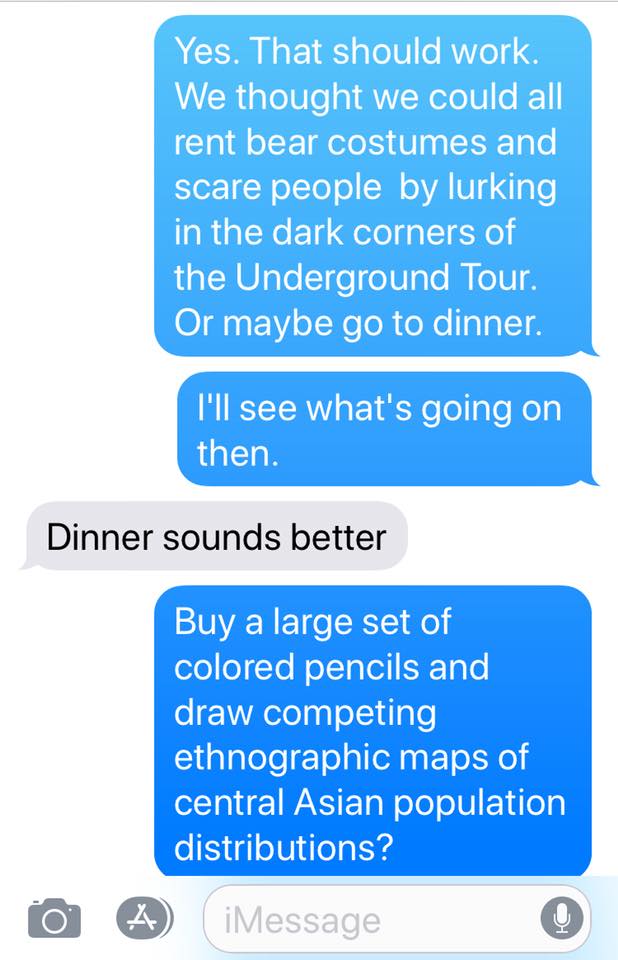 Yes. That should work.
We thought we could all
rent bear costumes and
scare people  by lurking
in the dark corners of
the Underground Tour.
Or maybe go to dinner.
I'll see what's going on
then.
Dinner sounds better
Buy a large set of
colored pencils and
draw competing
ethnographic maps of
central Asian population
distributions?
iMessage